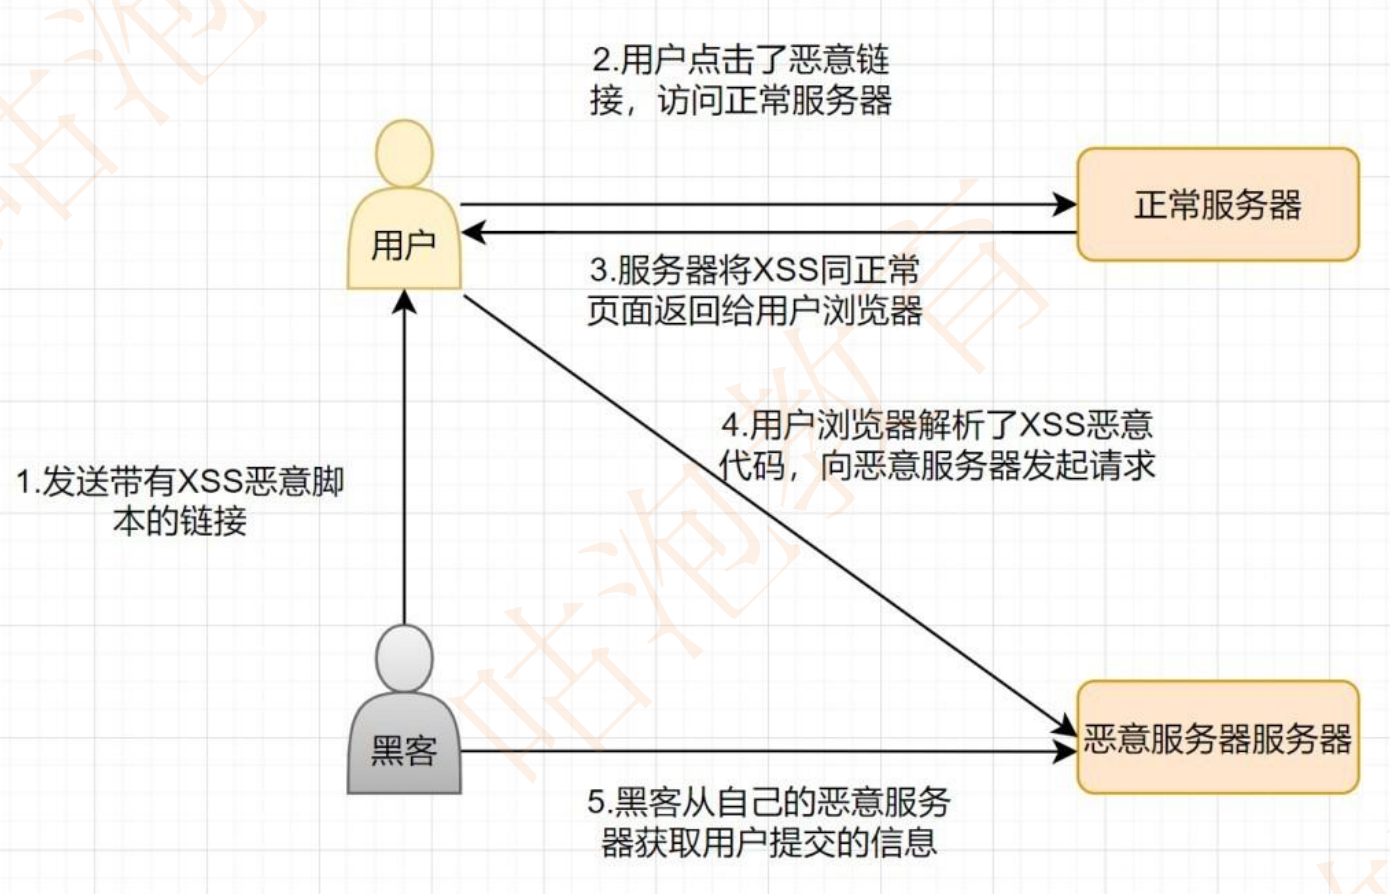 2.用户点击了恶意链
接，访问正常服务器
正常服务器
用户
3.服务器将XSS同正常
页面返回给用户浏览器
4.用户浏览器解析了XSS恶意
代码，向恶意服务器发起请求
1.发送带有XSS恶意脚
本的链接
黑客
恶意服务器服务器
5.黑客从自己的恶意服务
器获取用户提交的信息
咕泡教育